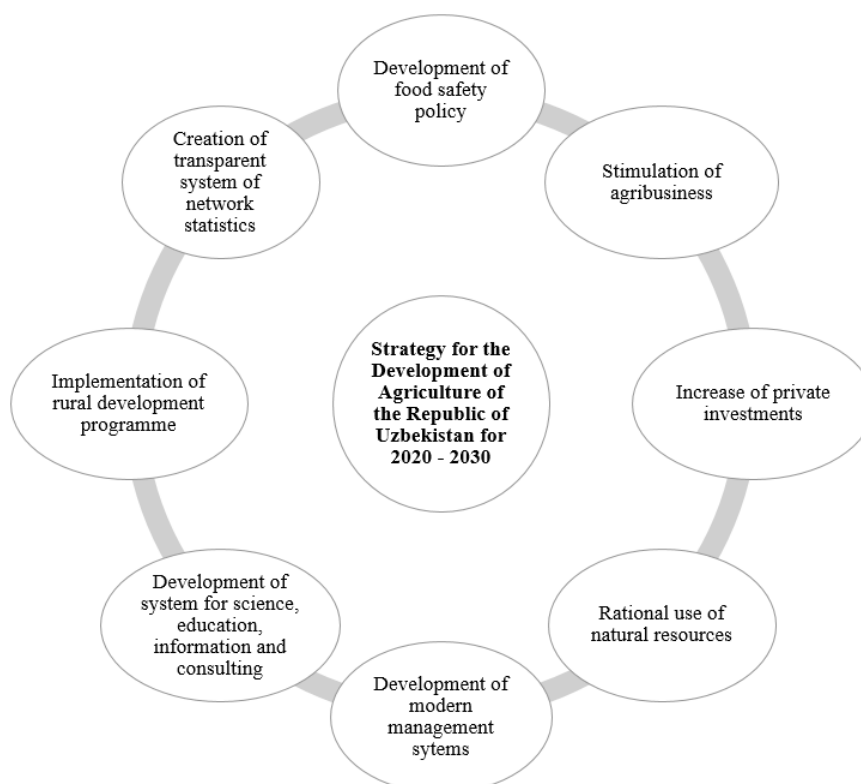 Development of
food safety
policy
Stimulation of
agribusiness
Increase of private
investments
Rational use of
natural resources
Development of
modern
management
sytems
Development of
system for science,
education,
information and
consulting
Implementation of
rural development
programme
Creation of
transparent
system of
network
statistics
Strategy for the
Development of
Agriculture of
the Republic of
Uzbekistan for
2020 - 2030